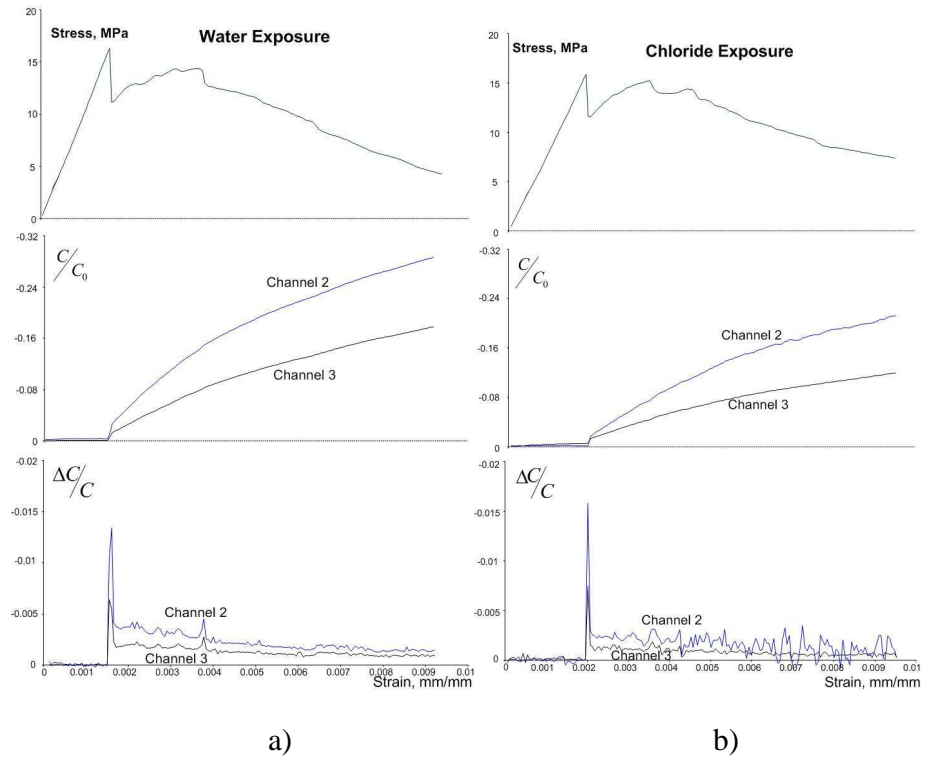 Stress, MPa
Water Exposure
20
15
10
5
0
-0.32
C/C0
-0.24
-0.16
-0.08
0
Channel 2
Channel 3
-0.02
ΔC/C
-0.015
-0.01
-0.005
0
Channel 2
Channel 3
0 0.001 0.002 0.003 0.004 0.005 0.006 0.007 0.008 0.009 0.01
Strain, mm/mm
a)
Stress, MPa
Chloride Exposure
20
15
10
5
0
-0.32
C/C0
-0.24
-0.16
-0.08
0
Channel 2
Channel 3
-0.02
ΔC/C
-0.015
-0.01
-0.005
0
Channel 2
Channel 3
0 0.001 0.002 0.003 0.004 0.005 0.006 0.007 0.008 0.009 0.01
Strain, mm/mm
b)